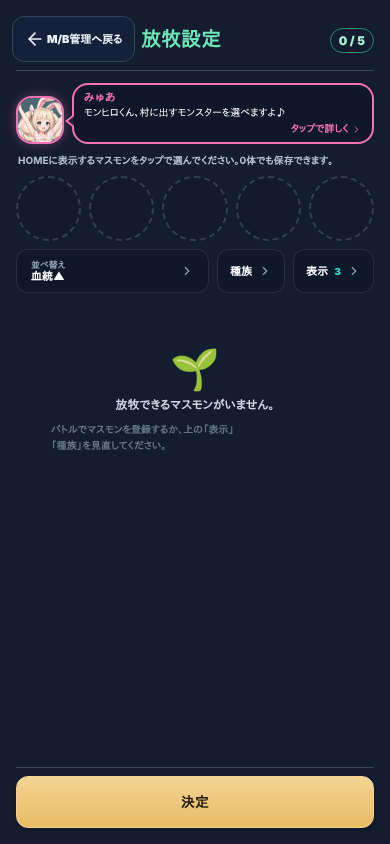 M/B管理へ戻る
放牧設定
0 / 5
みゅあ
モンヒロくん、村に出すモンスターを選べますよ♪
タップで詳しく
HOMEに表示するマスモンをタップで選んでください。0体でも保存できます。
並べ替え
血統▲
種族
表示 3
放牧できるマスモンがいません。
バトルでマスモンを登録するか、上の「表示」
「種族」を見直してください。
決定